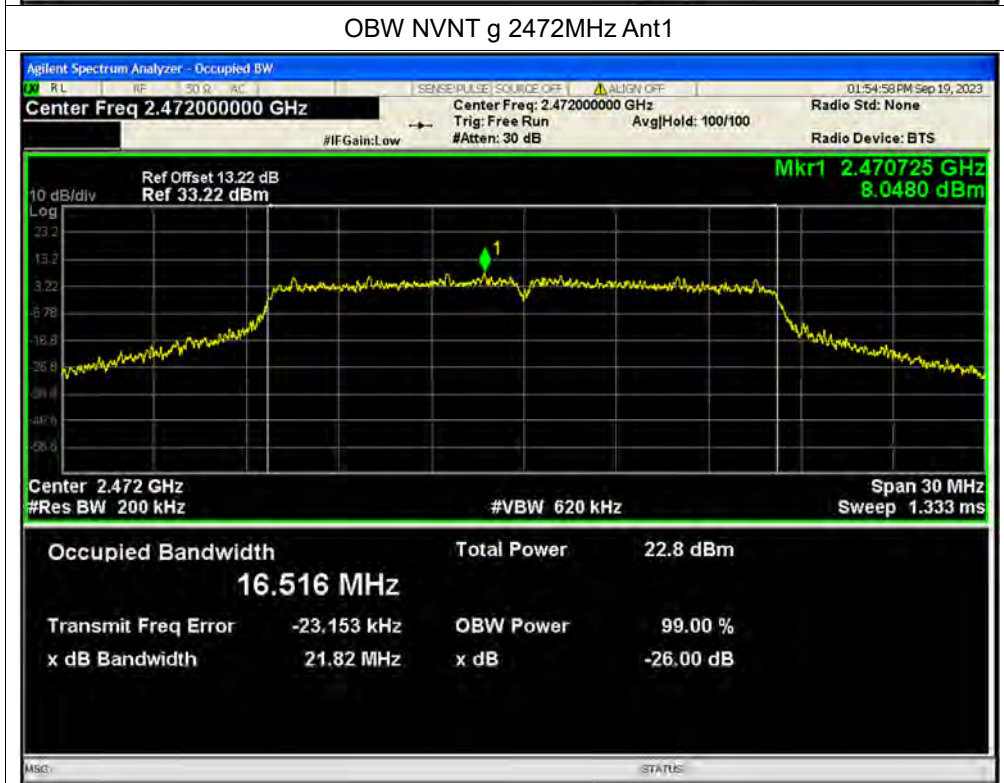 OBW NVNT g 2472MHz Ant1
Agilent Spectrum Analyzer - Occupied BW
RL RF 50 Ω AC SENSE:PULSE SOURCE OFF ALIGN OFF 01:54:58 PM Sep 19, 2023
Center Freq 2.472000000 GHz Center Freq: 2.472000000 GHz Radio Std: None
Trig: Free Run Avg|Hold: 100/100
#IFGain:Low #Atten: 30 dB Radio Device: BTS
Mkr1 2.470725 GHz
8.0480 dBm
Ref Offset 13.22 dB
10 dB/div Ref 33.22 dBm
Log
23.2
13.2
1
3.22
-6.78
-16.8
-26.8
Center 2.472 GHz Span 30 MHz
#Res BW 200 kHz #VBW 620 kHz Sweep 1.333 ms
Occupied Bandwidth Total Power 22.8 dBm
16.516 MHz
Transmit Freq Error -23.153 kHz OBW Power 99.00 %
x dB Bandwidth 21.82 MHz x dB -26.00 dB
MSG STATUS